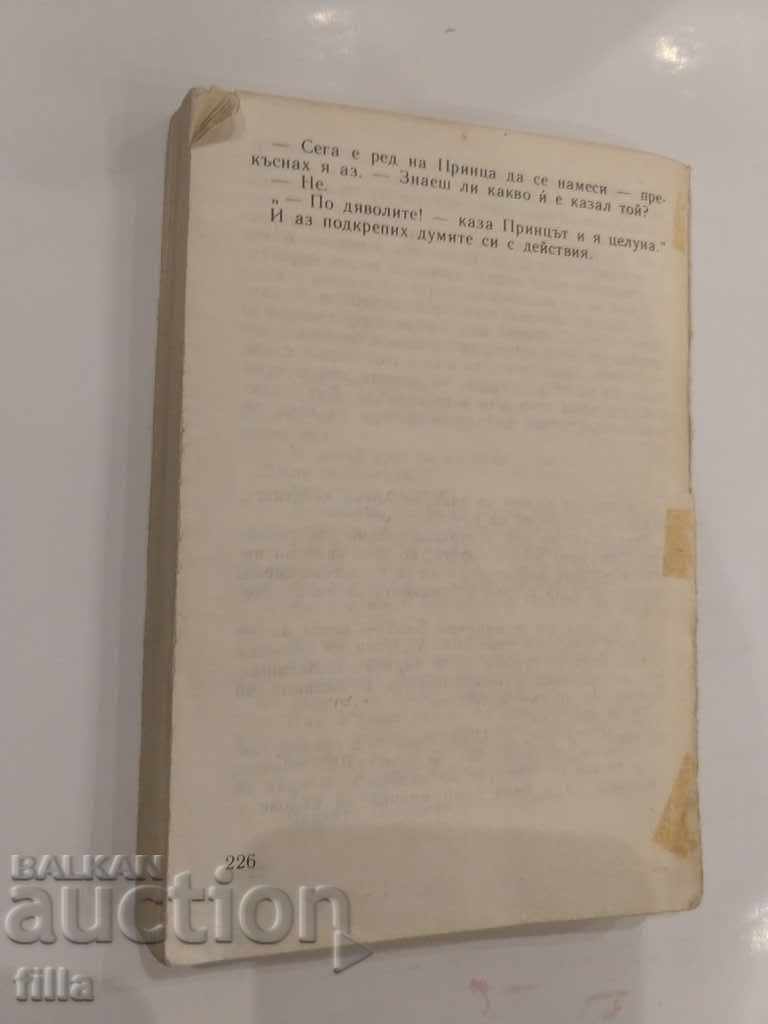 — Сега е ред на Принца да се намеси — пре-
къснах я аз. — Знаеш ли какво ѝ е казал той?
— Не.
„ — По дяволите! — каза Принцът и я целуна.“
И аз подкрепих думите си с действия.
226
BALKAN
auction
filla